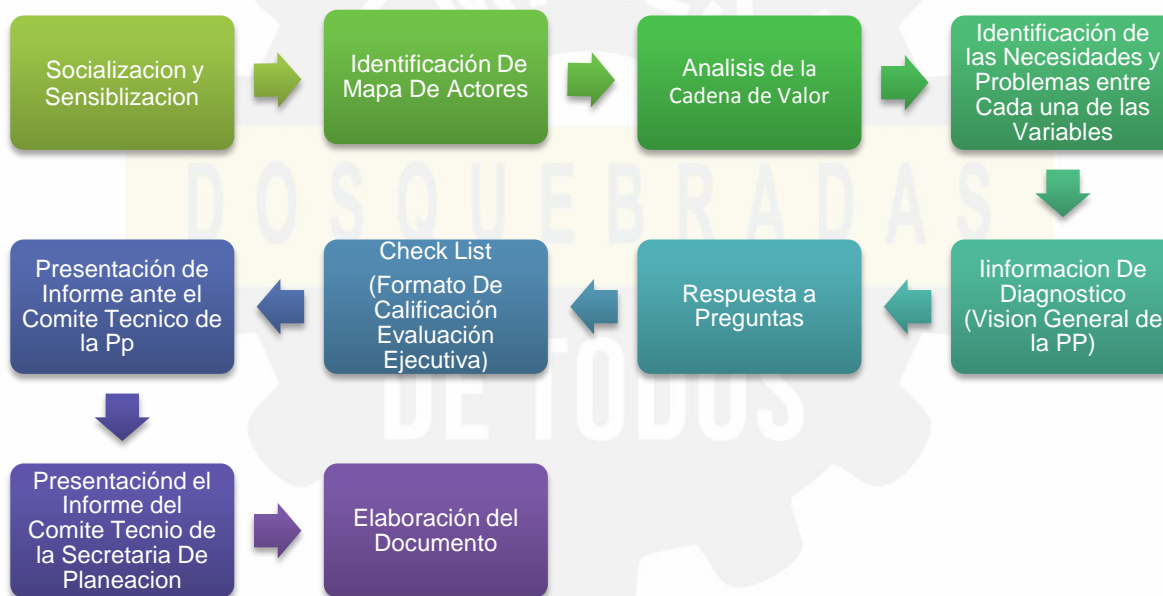 Socializacion y
Sensiblizacion
Identificación De
Mapa De Actores
Analisis de la
Cadena de Valor
Identificación de
las Necesidades y
Problemas entre
Cada una de las
Variables
Iinformacion De
Diagnostico
(Vision General de
la PP)
Respuesta a
Preguntas
Check List
(Formato De
Calificación
Evaluación
Ejecutiva)
Presentación de
Informe ante el
Comite Tecnico de
la Pp
Presentaciónd el
Informe del
Comite Tecnio de
la Secretaria De
Planeacion
Elaboración del
Documento
DOSQUEBRADAS
DE TODOS